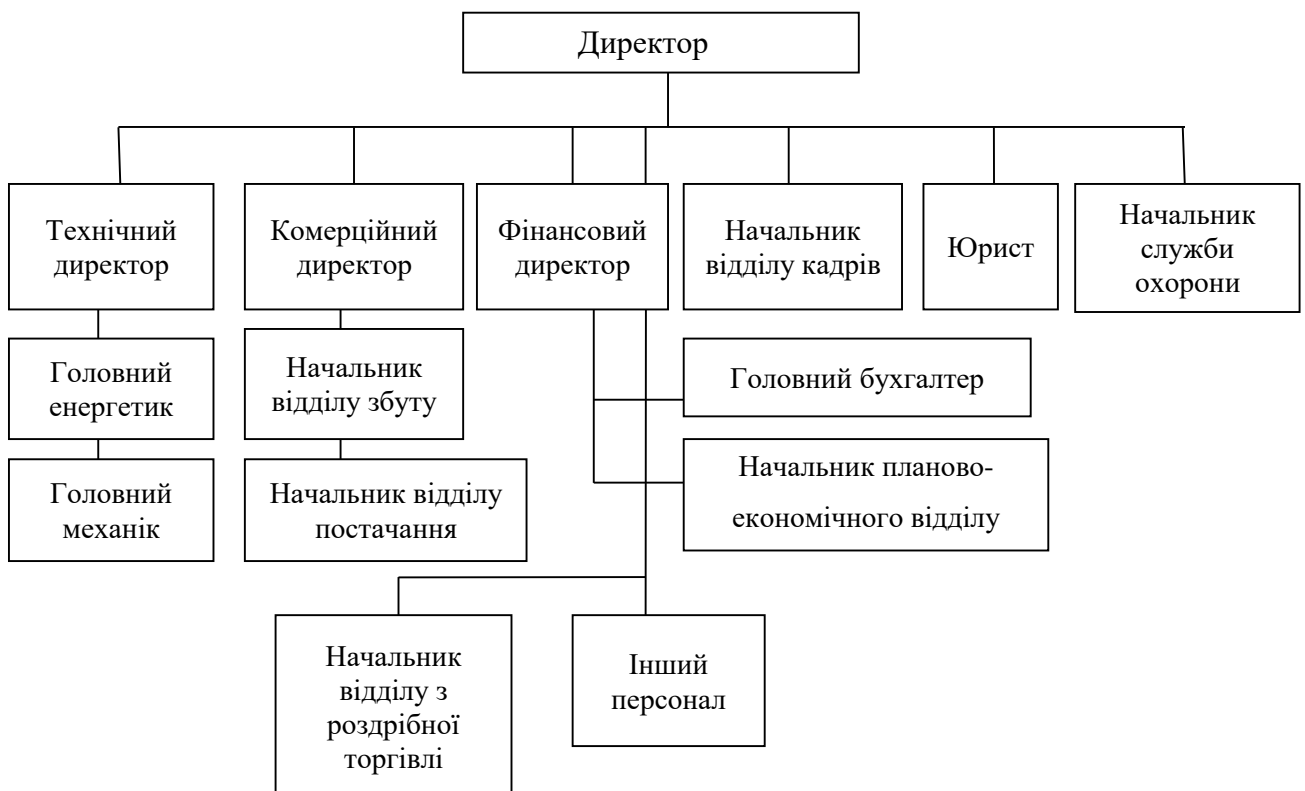 Директор
Технічний
директор
Комерційний
директор
Фінансовий
директор
Начальник
відділу кадрів
Юрист
Начальник
служби
охорони
Головний
енергетик
Начальник
відділу збуту
Головний бухгалтер
Головний
механік
Начальник відділу
постачання
Начальник планово-
економічного відділу
Начальник
відділу з
роздрібної
торгівлі
Інший
персонал